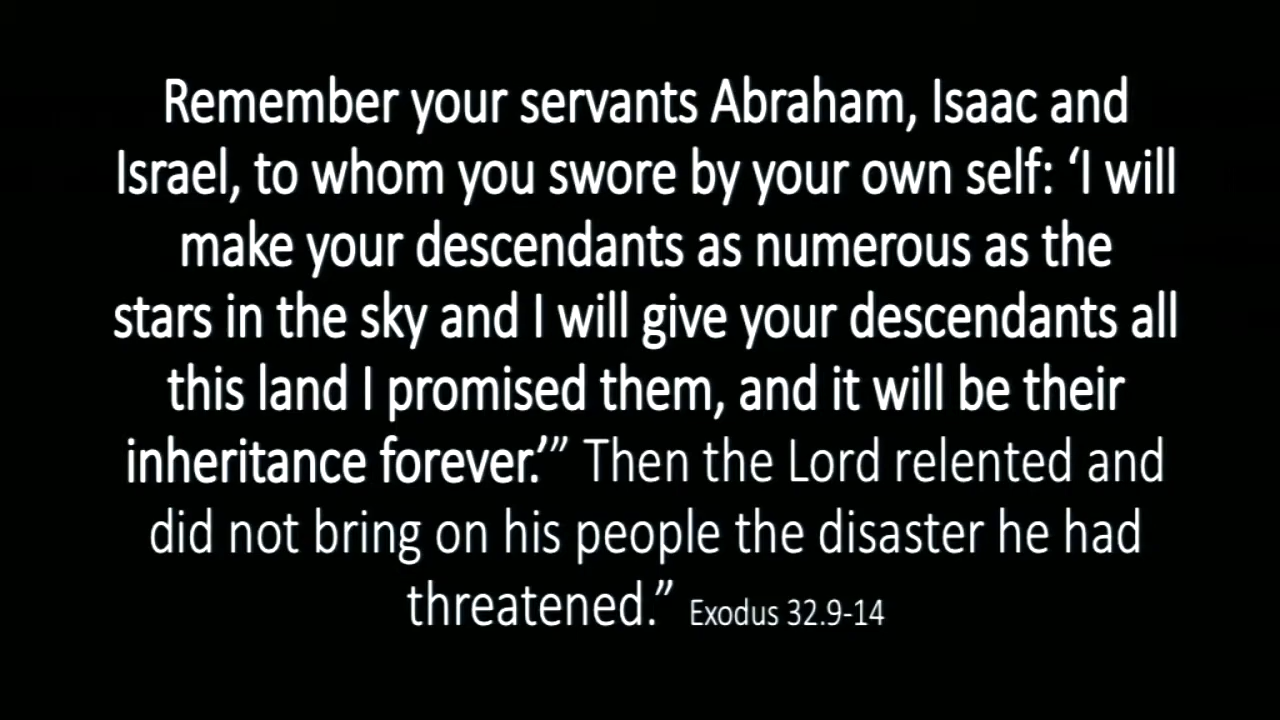 Remember your servants Abraham, Isaac and
Israel, to whom you swore by your own self: ‘I will
make your descendants as numerous as the
stars in the sky and I will give your descendants all
this land I promised them, and it will be their
inheritance forever.’” Then the Lord relented and
did not bring on his people the disaster he had
threatened.” Exodus 32.9-14